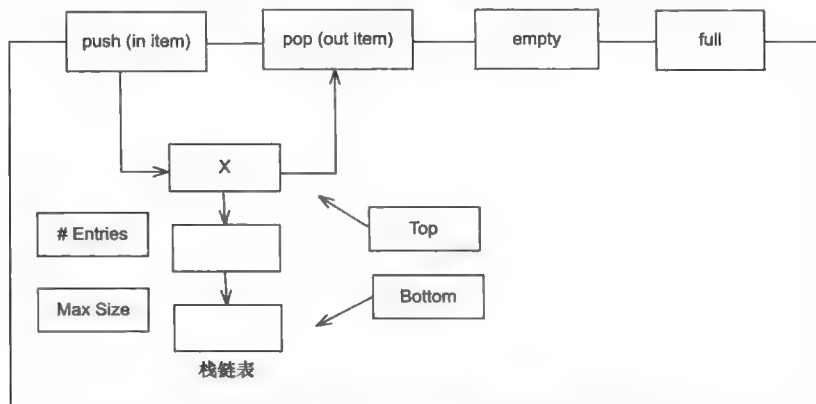 push (in item)
pop (out item)
empty
full
X
# Entries
Top
Max Size
Bottom
栈链表